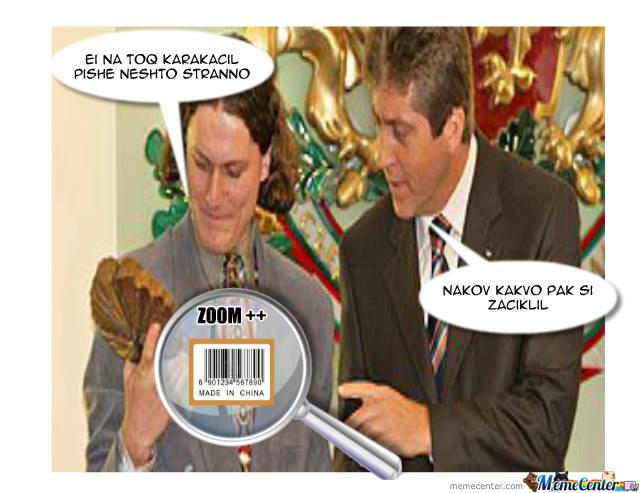 EI NA TOQ KARAKACIL
PISHE NESHTO STRANNO
NAKOV KAKVO PAK SI
ZACIKLIL
ZOOM ++
6 901234 567890
MADE IN CHINA
memecenter.com MemeCenter